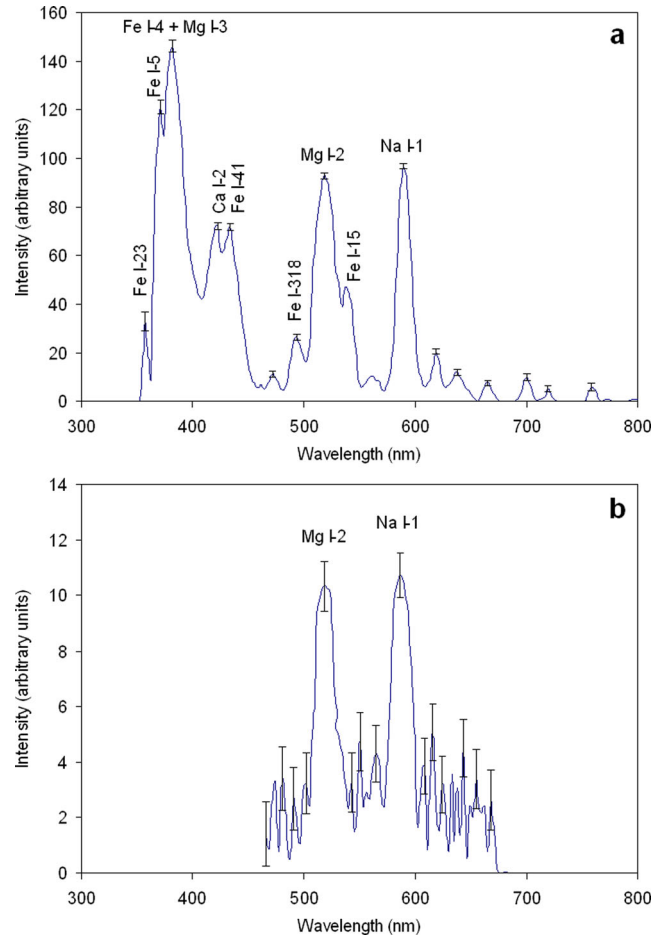 a
Intensity (arbitrary units)
160
140
120
100
80
60
40
20
0
Fe I-23
Fe I-5
Fe I-4 + Mg I-3
Ca I-2
Fe I-41
Fe I-318
Mg I-2
Fe I-15
Na I-1
300 400 500 600 700 800
Wavelength (nm)
b
Intensity (arbitrary units)
14
12
10
8
6
4
2
0
Mg I-2
Na I-1
300 400 500 600 700 800
Wavelength (nm)